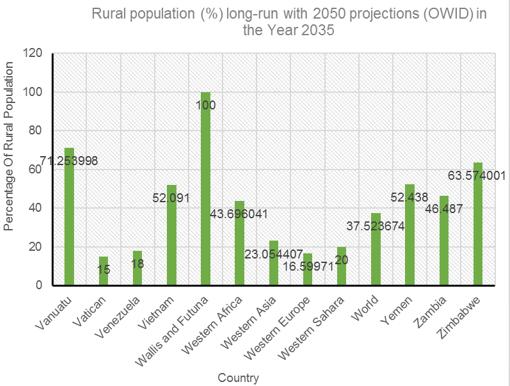 Rural population (%) long-run with 2050 projections (OWID) in
the Year 2035
Percentage Of Rural Population
120
100
80
60
40
20
0
71.253998
15
18
52.091
100
43.696041
23.054407
16.59971
20
37.523674
52.438
46.487
63.574001
Vanuatu
Vatican
Venezuela
Vietnam
Wallis and Futuna
Western Africa
Western Asia
Western Europe
Western Sahara
World
Yemen
Zambia
Zimbabwe
Country